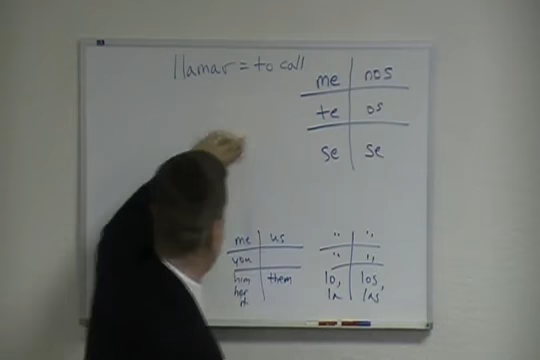 llamar = to call
me nos
te os
se se
me us
you
him them
her
it
" "
" "
lo, los,
la las